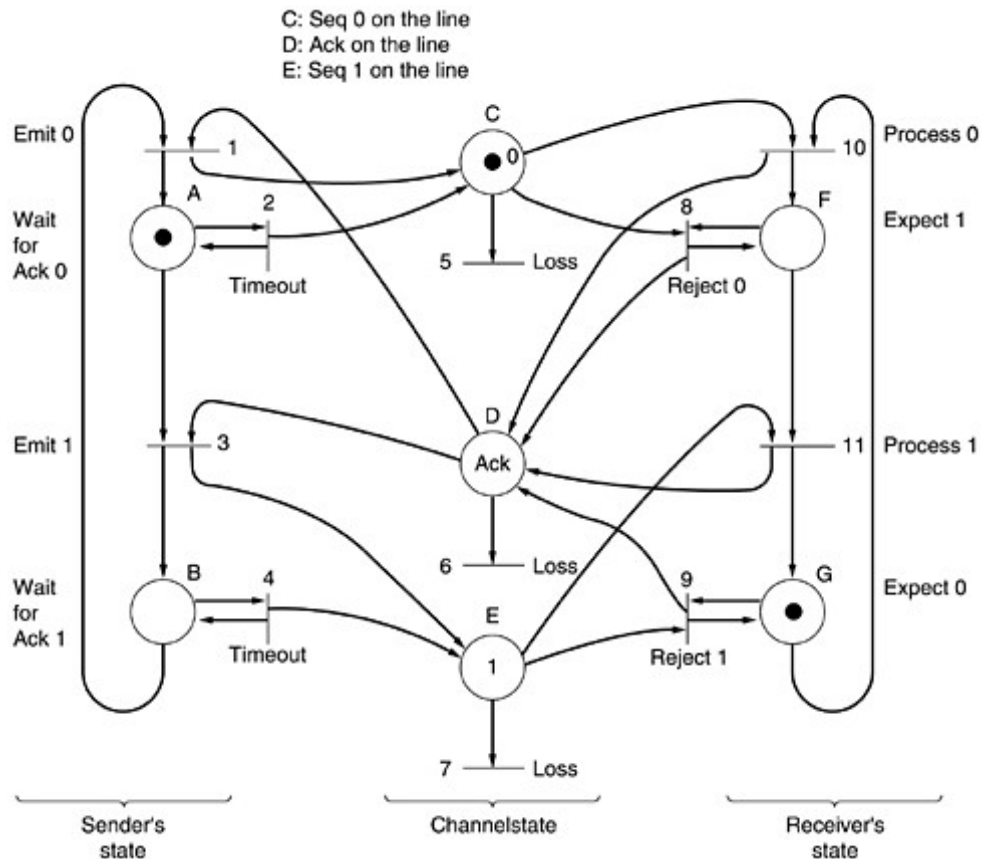 C: Seq 0 on the line
D: Ack on the line
E: Seq 1 on the line
C
Emit 0
1
0
10
Process 0
A
2
8
F
Wait
for
Ack 0
Expect 1
5
Loss
Timeout
Reject 0
D
Emit 1
3
Ack
11
Process 1
6
Loss
B
4
9
G
Wait
for
Ack 1
E
Expect 0
Timeout
1
Reject 1
7
Loss
Sender's
state
Channelstate
Receiver's
state